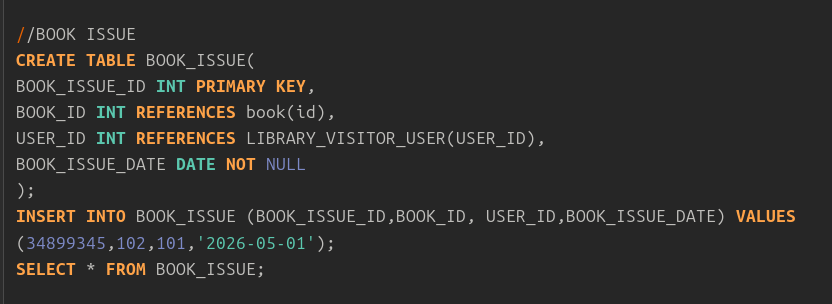 //BOOK ISSUE
CREATE TABLE BOOK_ISSUE(
BOOK_ISSUE_ID INT PRIMARY KEY,
BOOK_ID INT REFERENCES book(id),
USER_ID INT REFERENCES LIBRARY_VISITOR_USER(USER_ID),
BOOK_ISSUE_DATE DATE NOT NULL
);
INSERT INTO BOOK_ISSUE (BOOK_ISSUE_ID,BOOK_ID, USER_ID,BOOK_ISSUE_DATE) VALUES
(34899345,102,101,'2026-05-01');
SELECT * FROM BOOK_ISSUE;